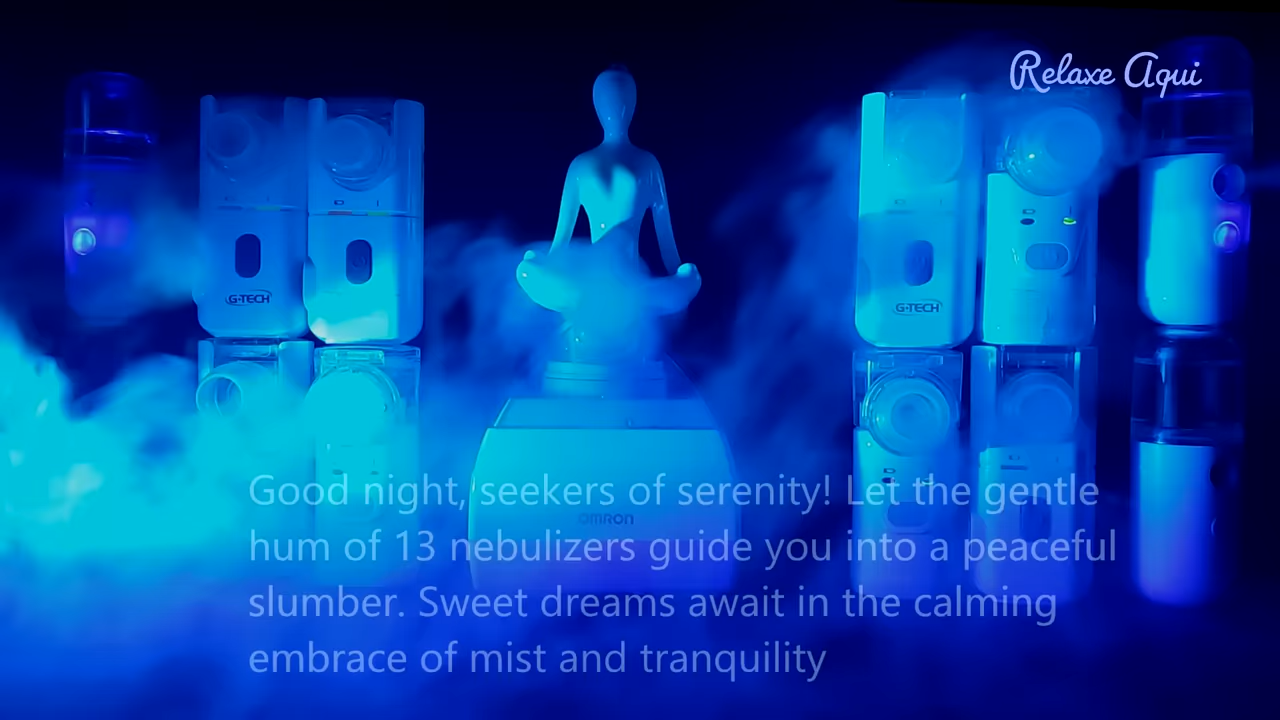 Relaxe Aqui
G-TECH
G-TECH
Good night, seekers of serenity! Let the gentle
OMRON
hum of 13 nebulizers guide you into a peaceful
slumber. Sweet dreams await in the calming
embrace of mist and tranquility